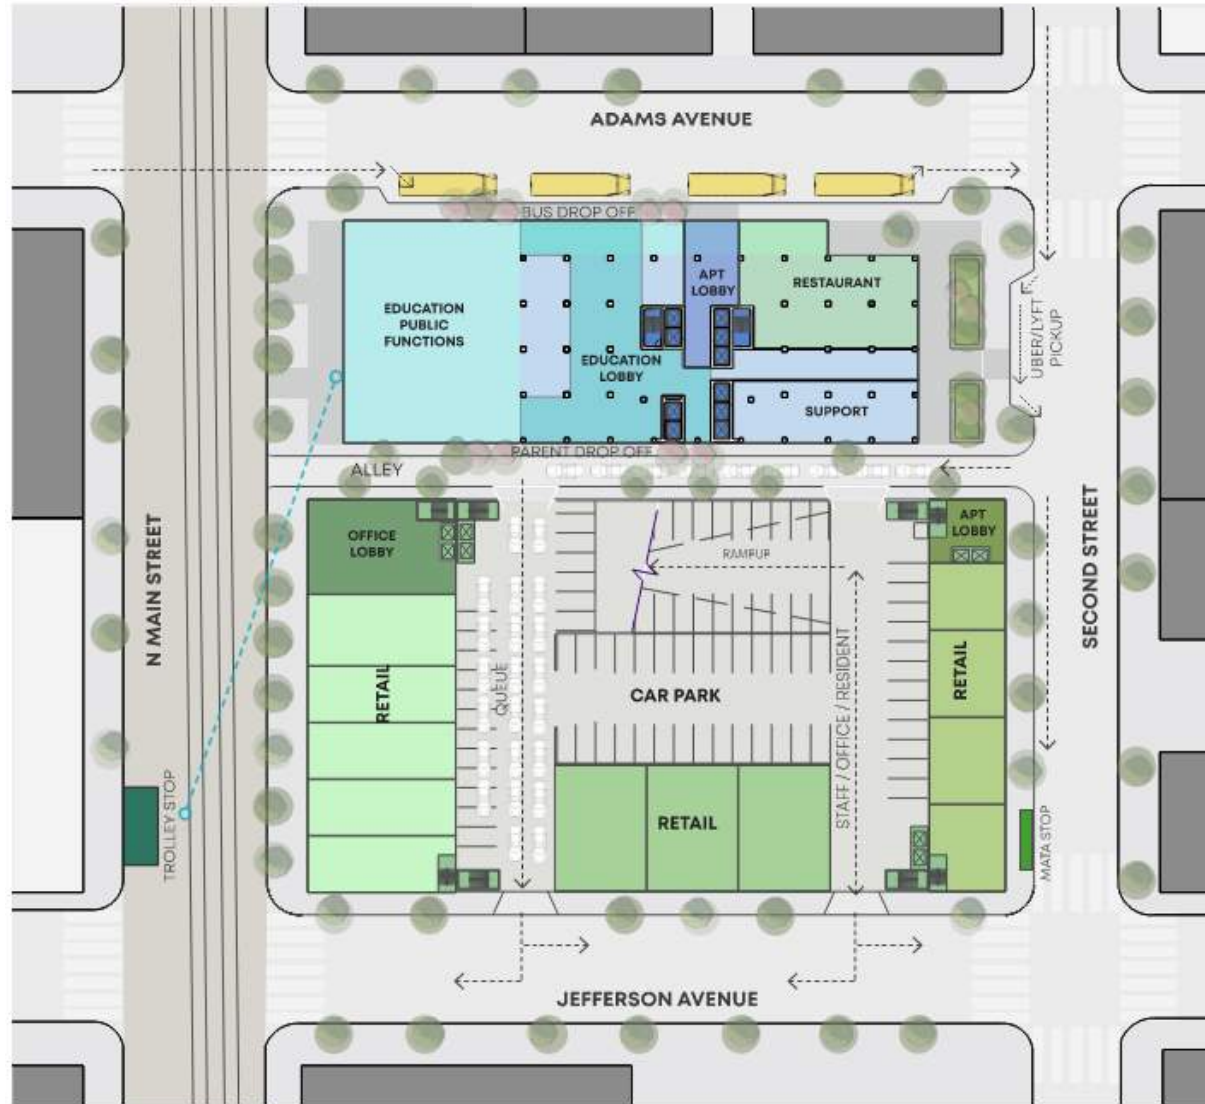 ADAMS AVENUE
BUS DROP OFF
EDUCATION
PUBLIC
FUNCTIONS
APT
LOBBY
RESTAURANT
UBER/LYFT
PICKUP
EDUCATION
LOBBY
SUPPORT
PARENT DROP OFF
ALLEY
OFFICE
LOBBY
APT
LOBBY
RAMP UP
N MAIN STREET
SECOND STREET
RETAIL
QUEUE
CAR PARK
STAFF / OFFICE / RESIDENT
RETAIL
TROLLEY STOP
RETAIL
MATA STOP
JEFFERSON AVENUE